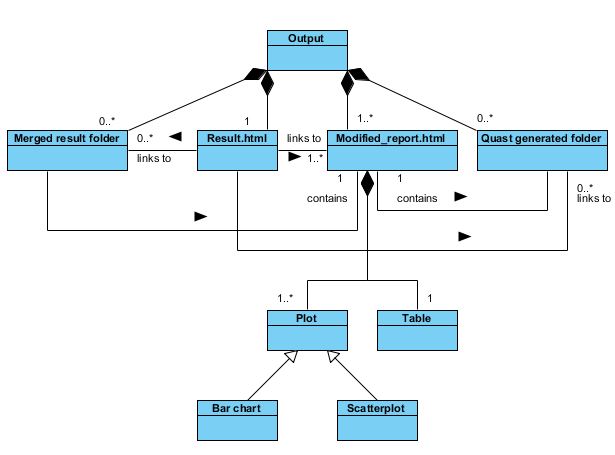 Output
0..*
1
1..*
0..*
Merged result folder
0..*
links to
Result.html
links to
1..*
Modified_report.html
Quast generated folder
1
contains
1
contains
0..*
links to
1..*
1
Plot
Table
Bar chart
Scatterplot